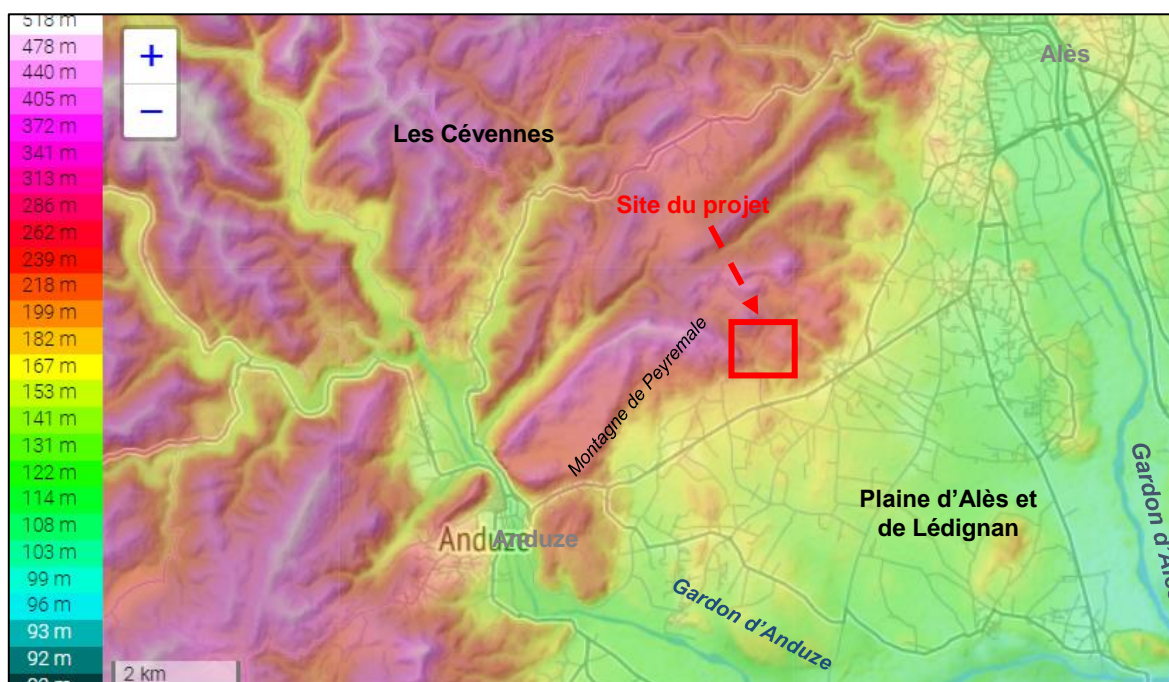 518 m
478 m
440 m
405 m
372 m
341 m
313 m
286 m
262 m
239 m
218 m
199 m
182 m
167 m
153 m
141 m
131 m
122 m
114 m
108 m
103 m
99 m
96 m
93 m
92 m
+
−
Alès
Les Cévennes
Site du projet
Montagne de Peyremale
Plaine d'Alès et
de Lédignan
Anduze
Anduze
Gardon d'Anduze
Gardon d'Alès
2 km